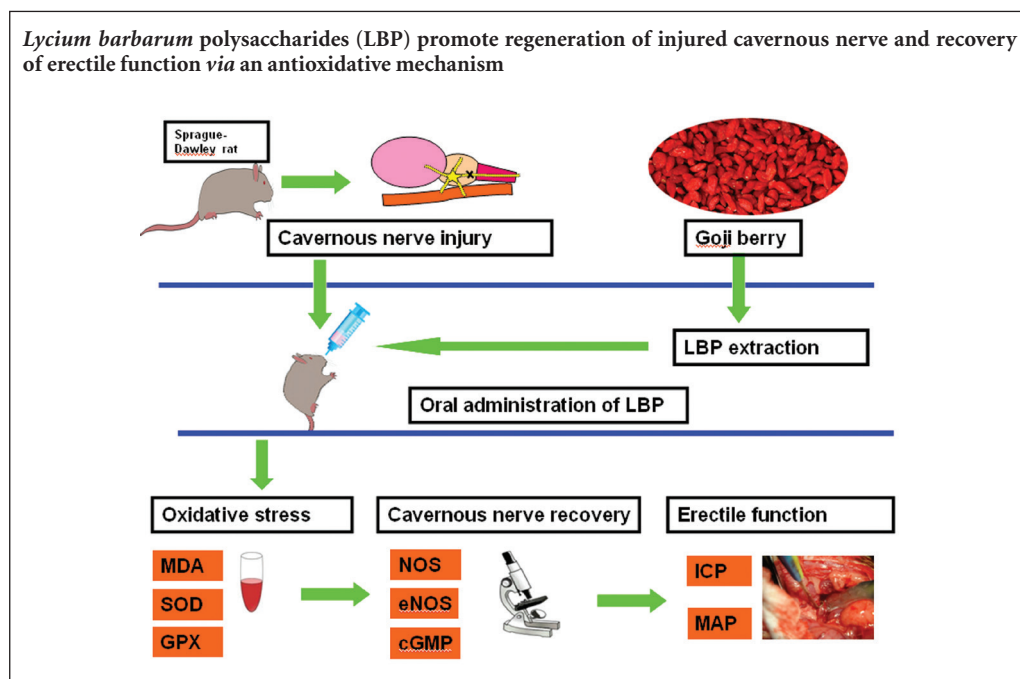 Lycium barbarum polysaccharides (LBP) promote regeneration of injured cavernous nerve and recovery
of erectile function via an antioxidative mechanism
Sprague-
Dawley rat
Cavernous nerve injury
Goji berry
LBP extraction
Oral administration of LBP
Oxidative stress
Cavernous nerve recovery
Erectile function
MDA
SOD
GPX
NOS
eNOS
cGMP
ICP
MAP